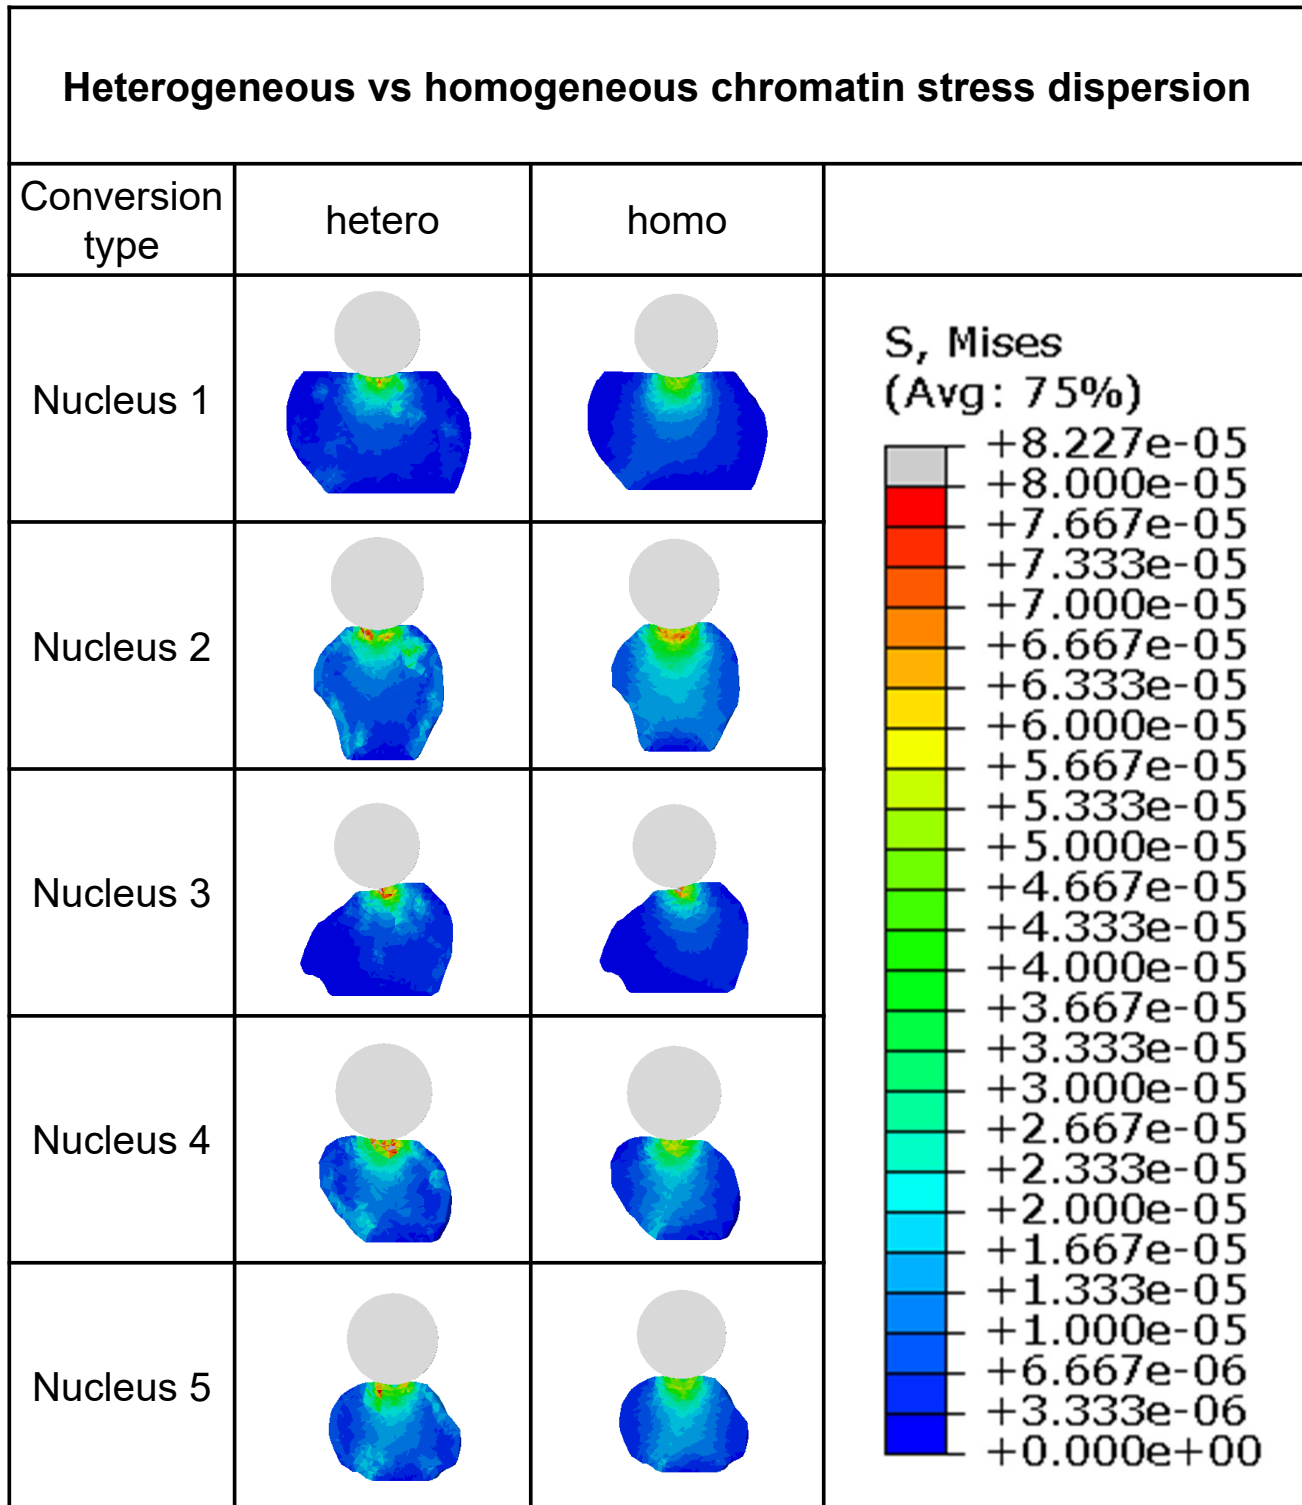 Heterogeneous vs homogeneous chromatin stress dispersion
Conversion
type
hetero
homo
Nucleus 1
Nucleus 2
Nucleus 3
Nucleus 4
Nucleus 5
S, Mises
(Avg: 75%)
+8.227e-05
+8.000e-05
+7.667e-05
+7.333e-05
+7.000e-05
+6.667e-05
+6.333e-05
+6.000e-05
+5.667e-05
+5.333e-05
+5.000e-05
+4.667e-05
+4.333e-05
+4.000e-05
+3.667e-05
+3.333e-05
+3.000e-05
+2.667e-05
+2.333e-05
+2.000e-05
+1.667e-05
+1.333e-05
+1.000e-05
+6.667e-06
+3.333e-06
+0.000e+00